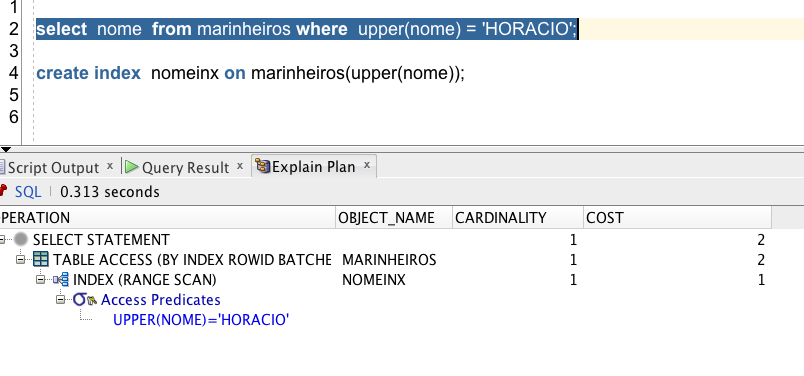 1
2 select nome from marinheiros where upper(nome) = 'HORACIO';
3
4 create index nomeinx on marinheiros(upper(nome));
5
6
Script Output x Query Result x Explain Plan x
SQL 0.313 seconds
PERATION OBJECT_NAME CARDINALITY COST
SELECT STATEMENT 1 2
TABLE ACCESS (BY INDEX ROWID BATCHE MARINHEIROS 1 2
INDEX (RANGE SCAN) NOMEINX 1 1
Access Predicates
UPPER(NOME)='HORACIO'